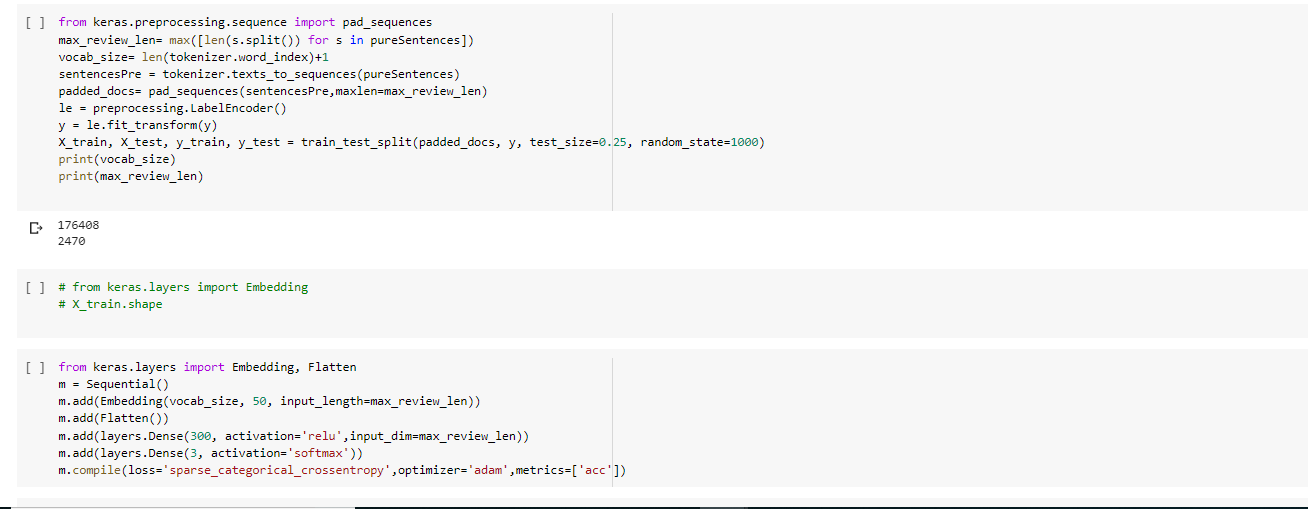 [ ] from keras.preprocessing.sequence import pad_sequences
max_review_len= max([len(s.split()) for s in pureSentences])
vocab_size= len(tokenizer.word_index)+1
sentencesPre = tokenizer.texts_to_sequences(pureSentences)
padded_docs= pad_sequences(sentencesPre,maxlen=max_review_len)
le = preprocessing.LabelEncoder()
y = le.fit_transform(y)
X_train, X_test, y_train, y_test = train_test_split(padded_docs, y, test_size=0.25, random_state=1000)
print(vocab_size)
print(max_review_len)
176408
2470
[ ] # from keras.layers import Embedding
# X_train.shape
[ ] from keras.layers import Embedding, Flatten
m = Sequential()
m.add(Embedding(vocab_size, 50, input_length=max_review_len))
m.add(Flatten())
m.add(layers.Dense(300, activation='relu',input_dim=max_review_len))
m.add(layers.Dense(3, activation='softmax'))
m.compile(loss='sparse_categorical_crossentropy',optimizer='adam',metrics=['acc'])